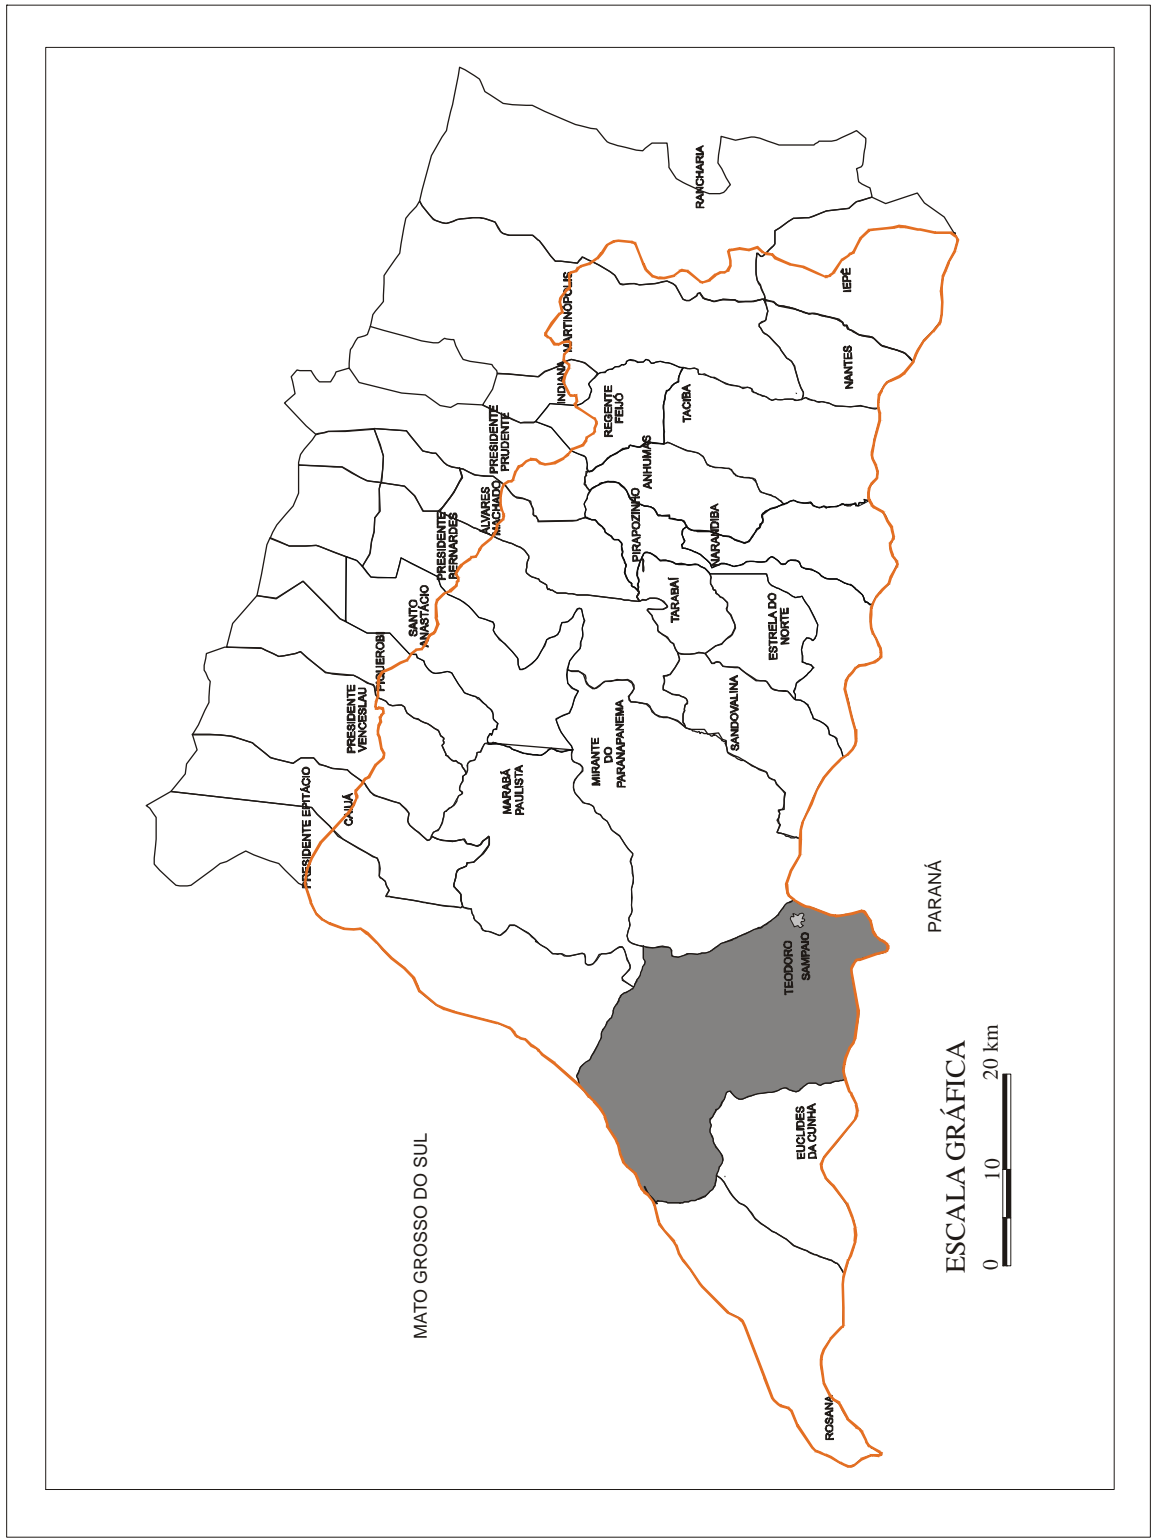 MATO GROSSO DO SUL
PRESIDENTE EPITÁCIO
CAIUÁ
PRESIDENTE
VENCESLAU
PIQUEROBI
SANTO
ANASTÁCIO
PRESIDENTE
BERNARDES
ALVARES
MACHADO
PRESIDENTE
PRUDENTE
INDIANA
MARTINÓPOLIS
RANCHARIA
MARABÁ
PAULISTA
MIRANTE
DO
PARANAPANEMA
PIRAPOZINHO
ANHUMAS
REGENTE
FEIJÓ
TACIBA
TARABAÍ
NARANDIBA
SANDOVALINA
ESTRELA DO
NORTE
NANTES
IEPÊ
ROSANA
EUCLIDES
DA CUNHA
TEODORO
SAMPAIO
PARANÁ
ESCALA GRÁFICA
0 10 20 km